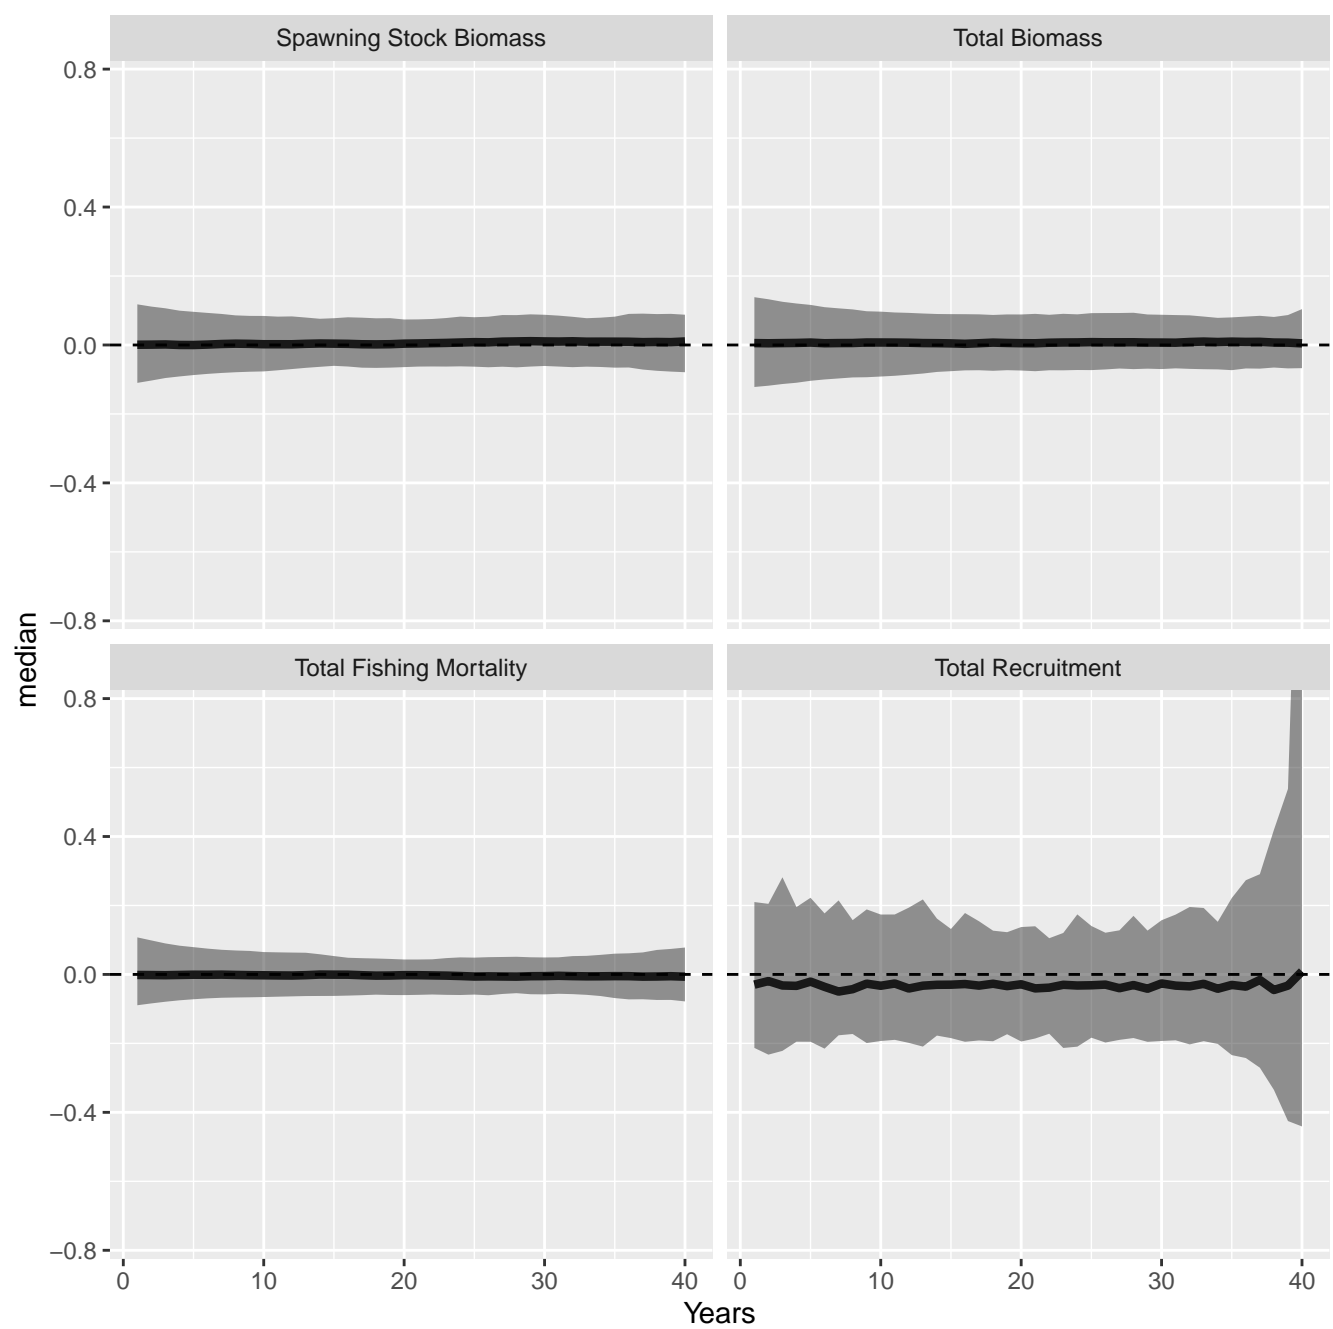 Spawning Stock Biomass
Total Biomass
0.8
0.4
0.0
−0.4
−0.8
median
Total Fishing Mortality
Total Recruitment
0.8
0.4
0.0
−0.4
−0.8
0 10 20 30 40
0 10 20 30 40
Years